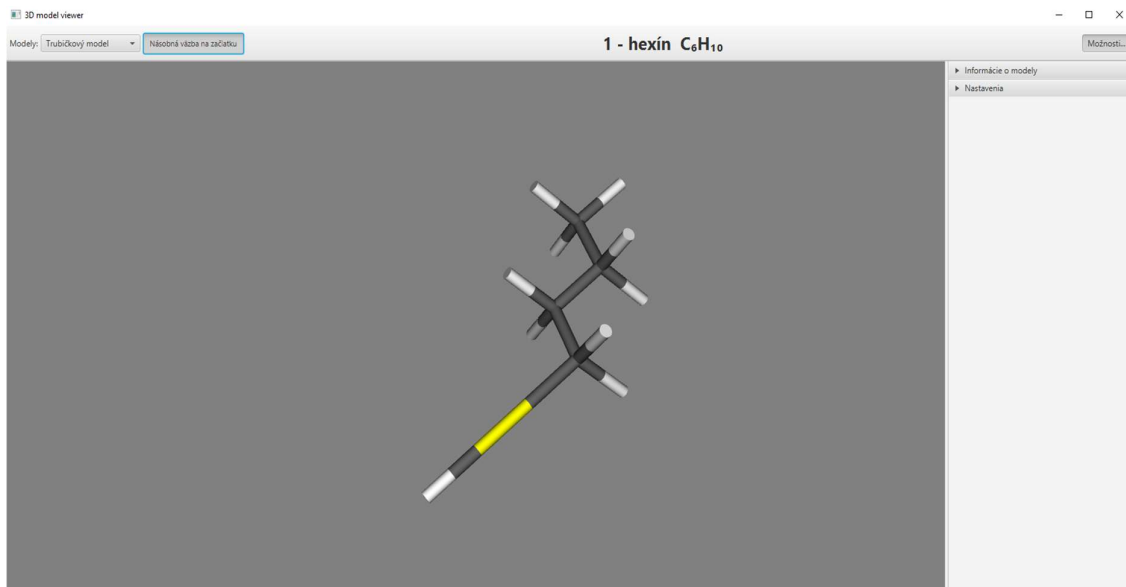 3D model viewer
Modely: Trubičkový model Násobná väzba na začiatku 1 - hexín C₆H₁₀ Možnosti...
Informácie o modely
Nastavenia